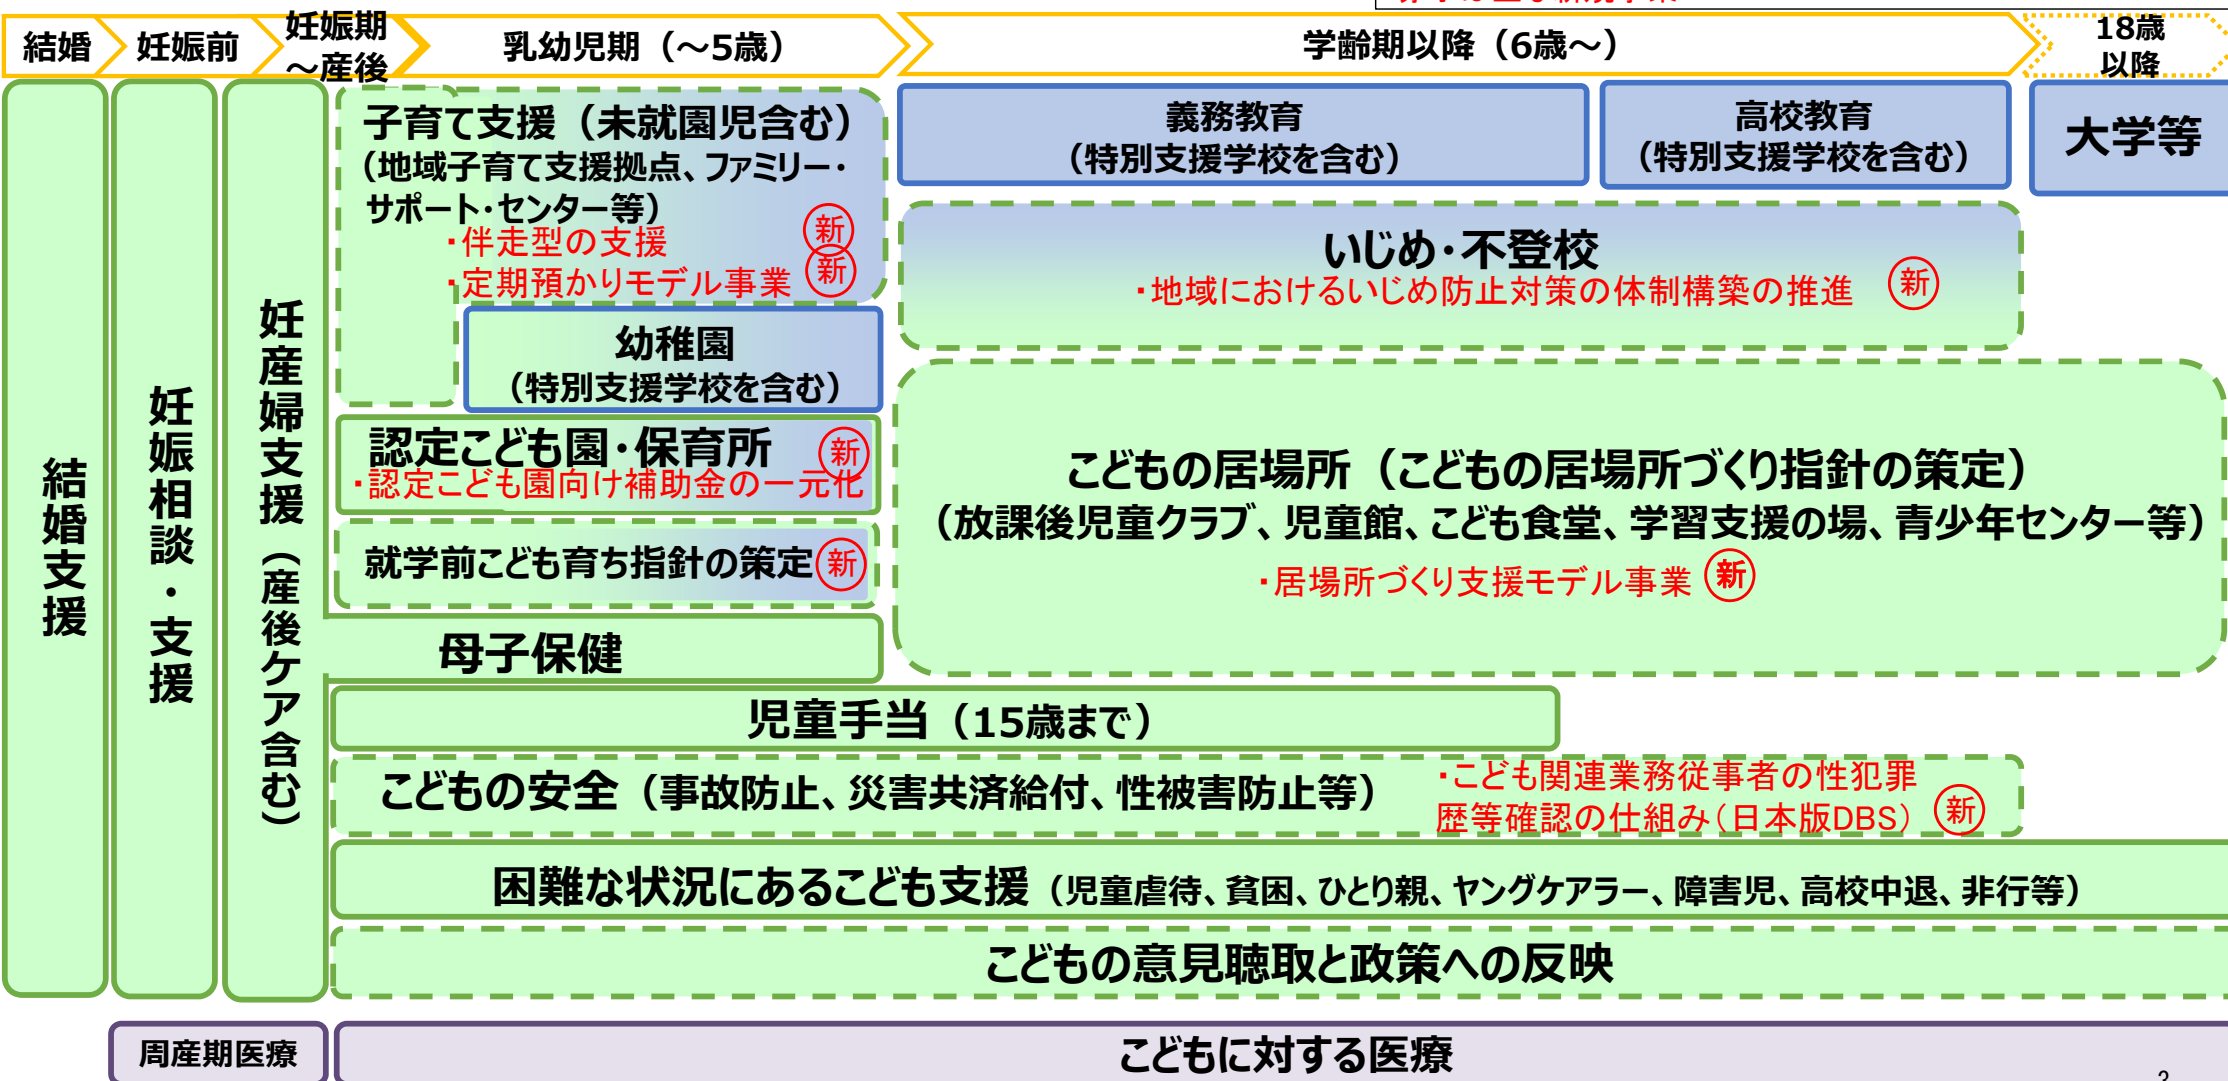 結婚
妊娠前
妊娠期
～産後
乳幼児期（～5歳）
学齢期以降（6歳～）
18歳
以降
結婚支援
妊娠相談・支援
妊産婦支援（産後ケア含む）
子育て支援（未就園児含む）
（地域子育て支援拠点、ファミリー・
サポート・センター等）
・伴走型の支援 新
・定期預かりモデル事業 新
幼稚園
（特別支援学校を含む）
認定こども園・保育所 新
・認定こども園向け補助金の一元化
就学前こども育ち指針の策定 新
母子保健
義務教育
（特別支援学校を含む）
高校教育
（特別支援学校を含む）
大学等
いじめ・不登校
・地域におけるいじめ防止対策の体制構築の推進 新
こどもの居場所（こどもの居場所づくり指針の策定）
（放課後児童クラブ、児童館、こども食堂、学習支援の場、青少年センター等）
・居場所づくり支援モデル事業 新
児童手当（15歳まで）
こどもの安全（事故防止、災害共済給付、性被害防止等）
・こども関連業務従事者の性犯罪
歴等確認の仕組み（日本版DBS） 新
困難な状況にあるこども支援（児童虐待、貧困、ひとり親、ヤングケアラー、障害児、高校中退、非行等）
こどもの意見聴取と政策への反映
周産期医療
こどもに対する医療